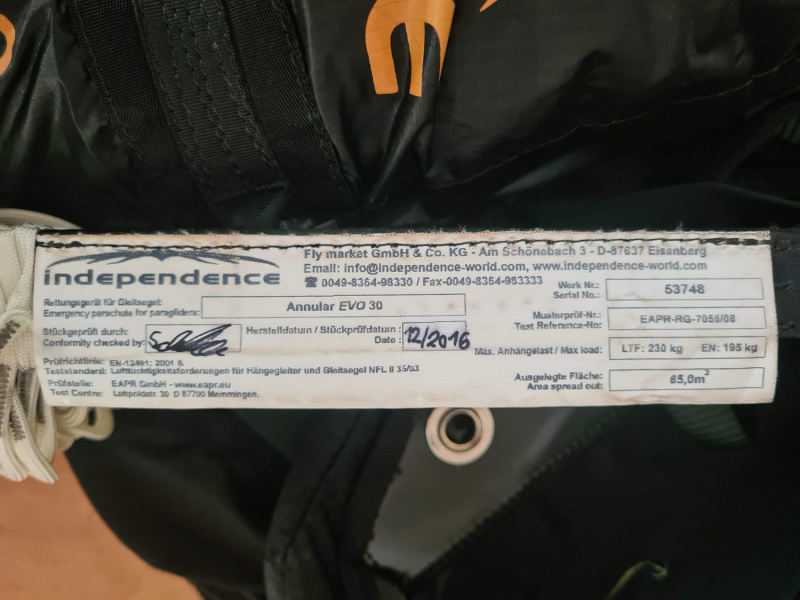 Fly market GmbH & Co. KG - Am Schönebach 3 - D-87637 Eisenberg
independence
Email: info@independence-world.com, www.independence-world.com
☎ 0049-8364-98330 / Fax-0049-8364-983333
Rettungsgerät für Gleitsegel:
Emergency parachute for paragliders:
Annular EVO 30
Werk Nr.:
Serial No.:
53748
Stückgeprüft durch:
Conformity checked by:
Herstelldatum / Stückprüfdatum :
Date :
12/2016
Musterprüf-Nr.:
Test Reference-No:
EAPR-RG-7056/08
Max. Anhängelast / Max load:
LTF: 230 kg EN: 195 kg
Prüfrichtlinie: EN-12491: 2001 &
Teststandard: Lufttüchtigkeitsforderungen für Hängegleiter und Gleitsegel NFL II 35/03
Prüfstelle: EAPR GmbH - www.eapr.eu
Test Centre: Luitpoldstr. 30 D 87700 Memmingen.
Ausgelegte Fläche:
Area spread out:
65,0m²